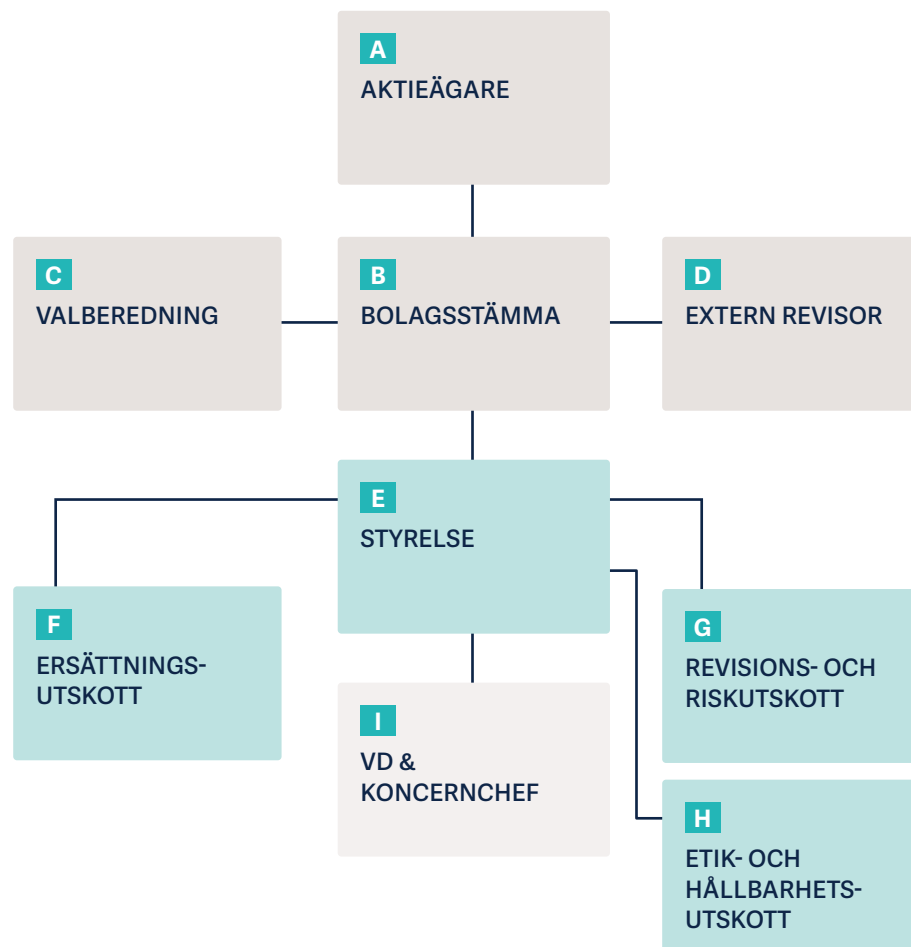 A
AKTIEÄGARE
C
VALBEREDNING
B
BOLAGSSTÄMMA
D
EXTERN REVISOR
E
STYRELSE
F
ERSÄTTNINGS-
UTSKOTT
G
REVISIONS- OCH
RISKUTSKOTT
I
VD &
KONCERNCHEF
H
ETIK- OCH
HÅLLBARHETS-
UTSKOTT